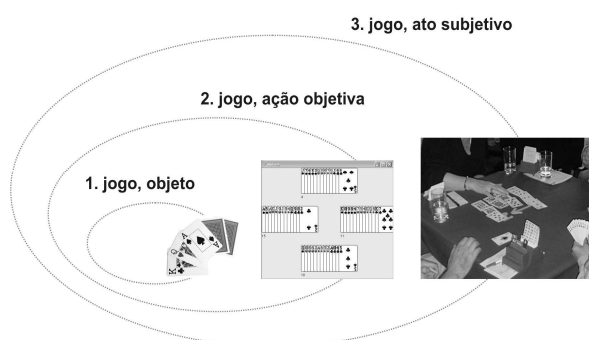 3. jogo, ato subjetivo
2. jogo, ação objetiva
1. jogo, objeto